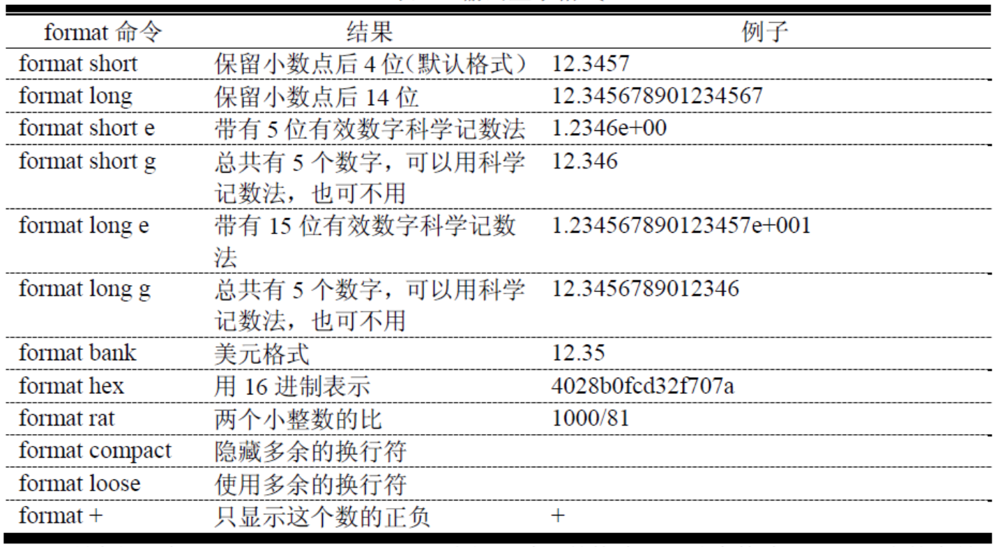 format 命令 结果 例子
format short 保留小数点后 4 位（默认格式） 12.3457
format long 保留小数点后 14 位 12.345678901234567
format short e 带有 5 位有效数字科学记数法 1.2346e+00
format short g 总共有 5 个数字，可以用科学 12.346
记数法，也可不用
format long e 带有 15 位有效数字科学记数 1.234567890123457e+001
法
format long g 总共有 5 个数字，可以用科学 12.3456789012346
记数法，也可不用
format bank 美元格式 12.35
format hex 用 16 进制表示 4028b0fcd32f707a
format rat 两个小整数的比 1000/81
format compact 隐藏多余的换行符
format loose 使用多余的换行符
format + 只显示这个数的正负 +